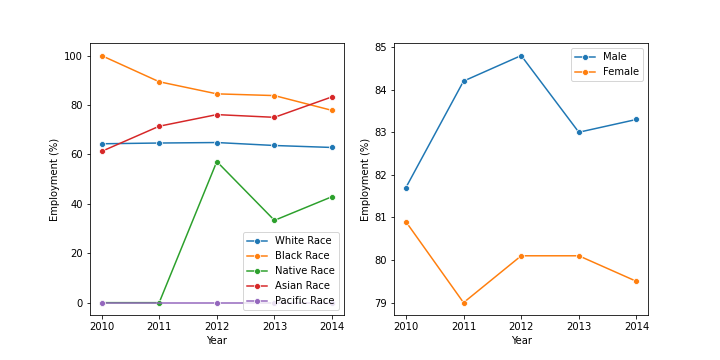 100
80
60
40
20
0
Employment (%)
2010 2011 2012 2013 2014
Year
White Race
Black Race
Native Race
Asian Race
Pacific Race
85
84
83
82
81
80
79
Employment (%)
2010 2011 2012 2013 2014
Year
Male
Female